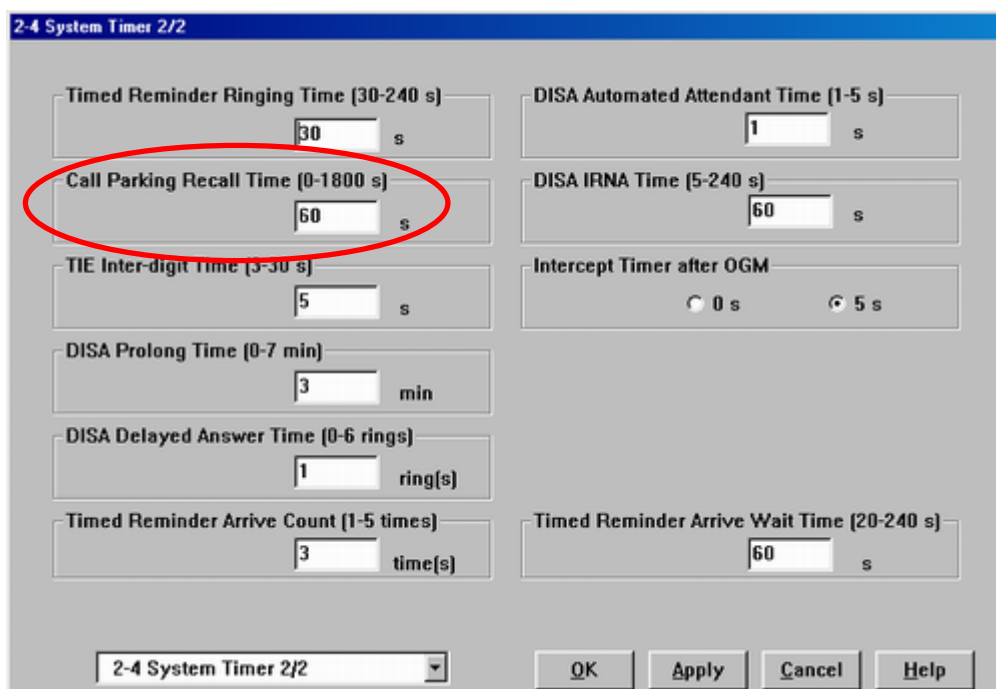 2-4 System Timer 2/2
Timed Reminder Ringing Time (30-240 s)
30 s
DISA Automated Attendant Time (1-5 s)
1 s
Call Parking Recall Time (0-1800 s)
60 s
DISA IRNA Time (5-240 s)
60 s
TIE Inter-digit Time (3-30 s)
5 s
Intercept Timer after OGM
0 s 5 s
DISA Prolong Time (0-7 min)
3 min
DISA Delayed Answer Time (0-6 rings)
1 ring(s)
Timed Reminder Arrive Count (1-5 times)
3 time(s)
Timed Reminder Arrive Wait Time (20-240 s)
60 s
2-4 System Timer 2/2
OK Apply Cancel Help